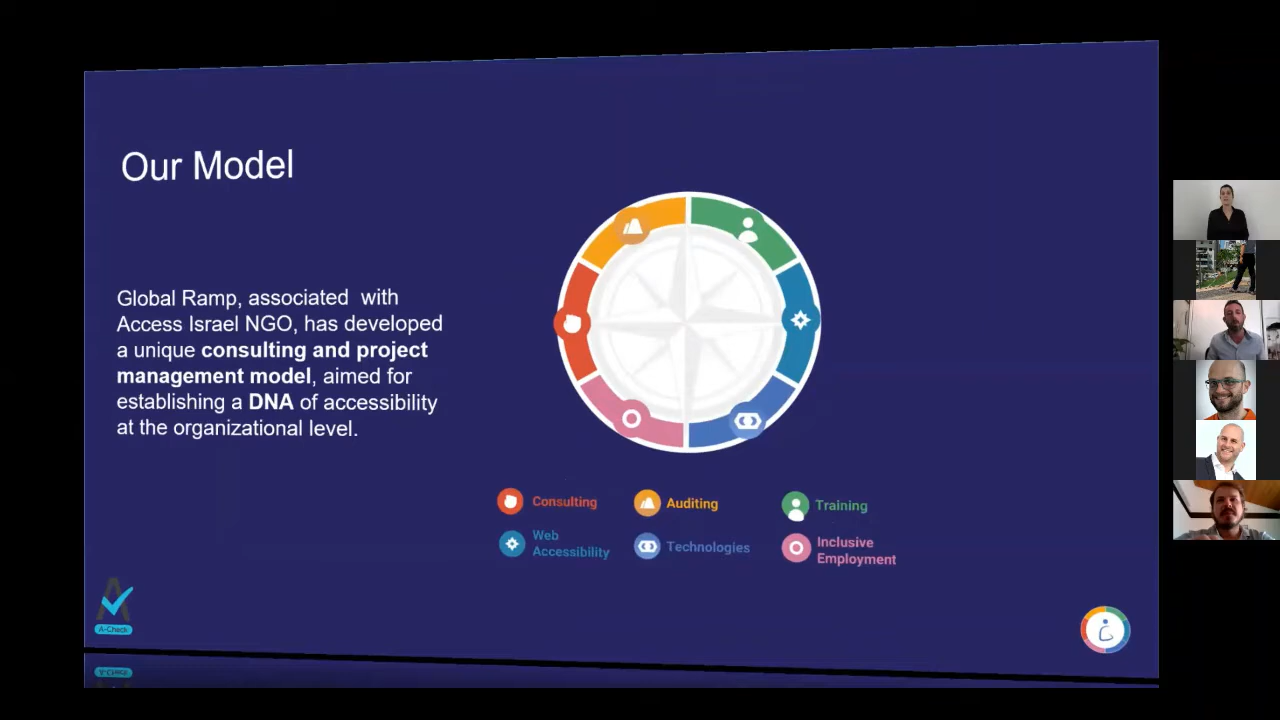 Our Model
Global Ramp, associated with
Access Israel NGO, has developed
a unique consulting and project
management model, aimed for
establishing a DNA of accessibility
at the organizational level.
Consulting
Auditing
Training
Web
Accessibility
Technologies
Inclusive
Employment
A-Check